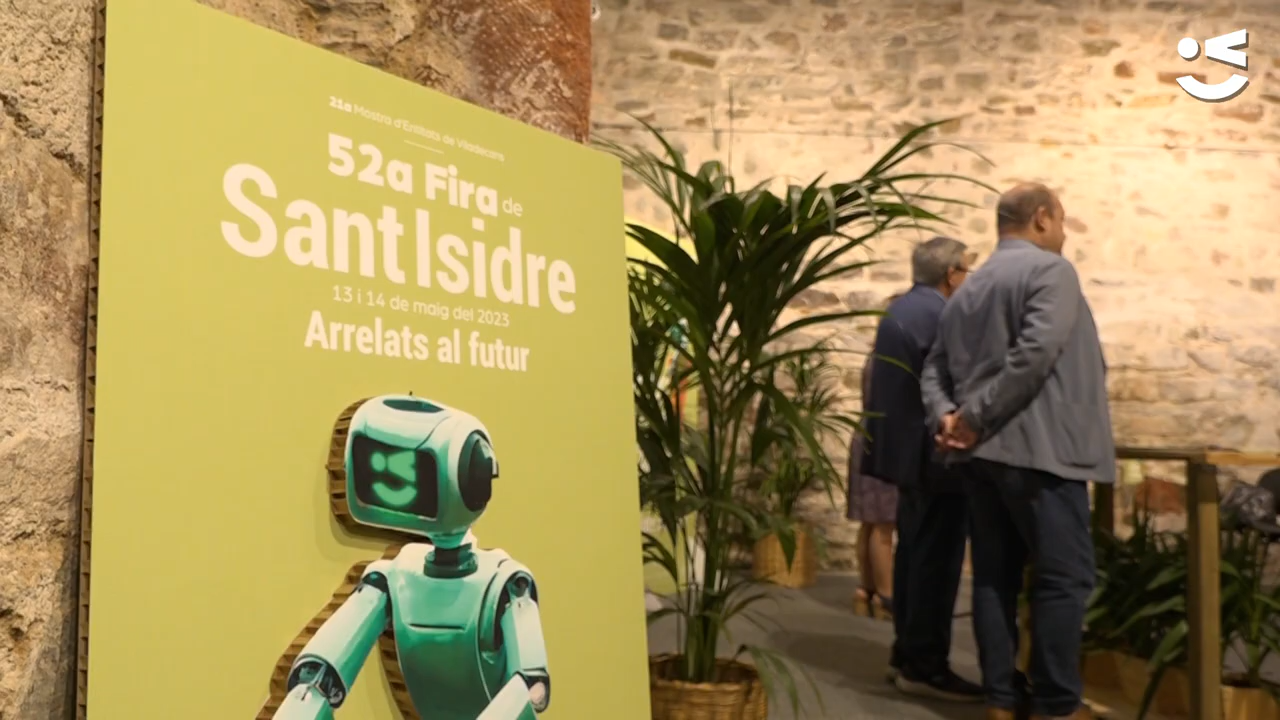 21a Mostra d'Entitats de Viladecans
52a Fira de
Sant Isidre
13 i 14 de maig del 2023
Arrelats al futur